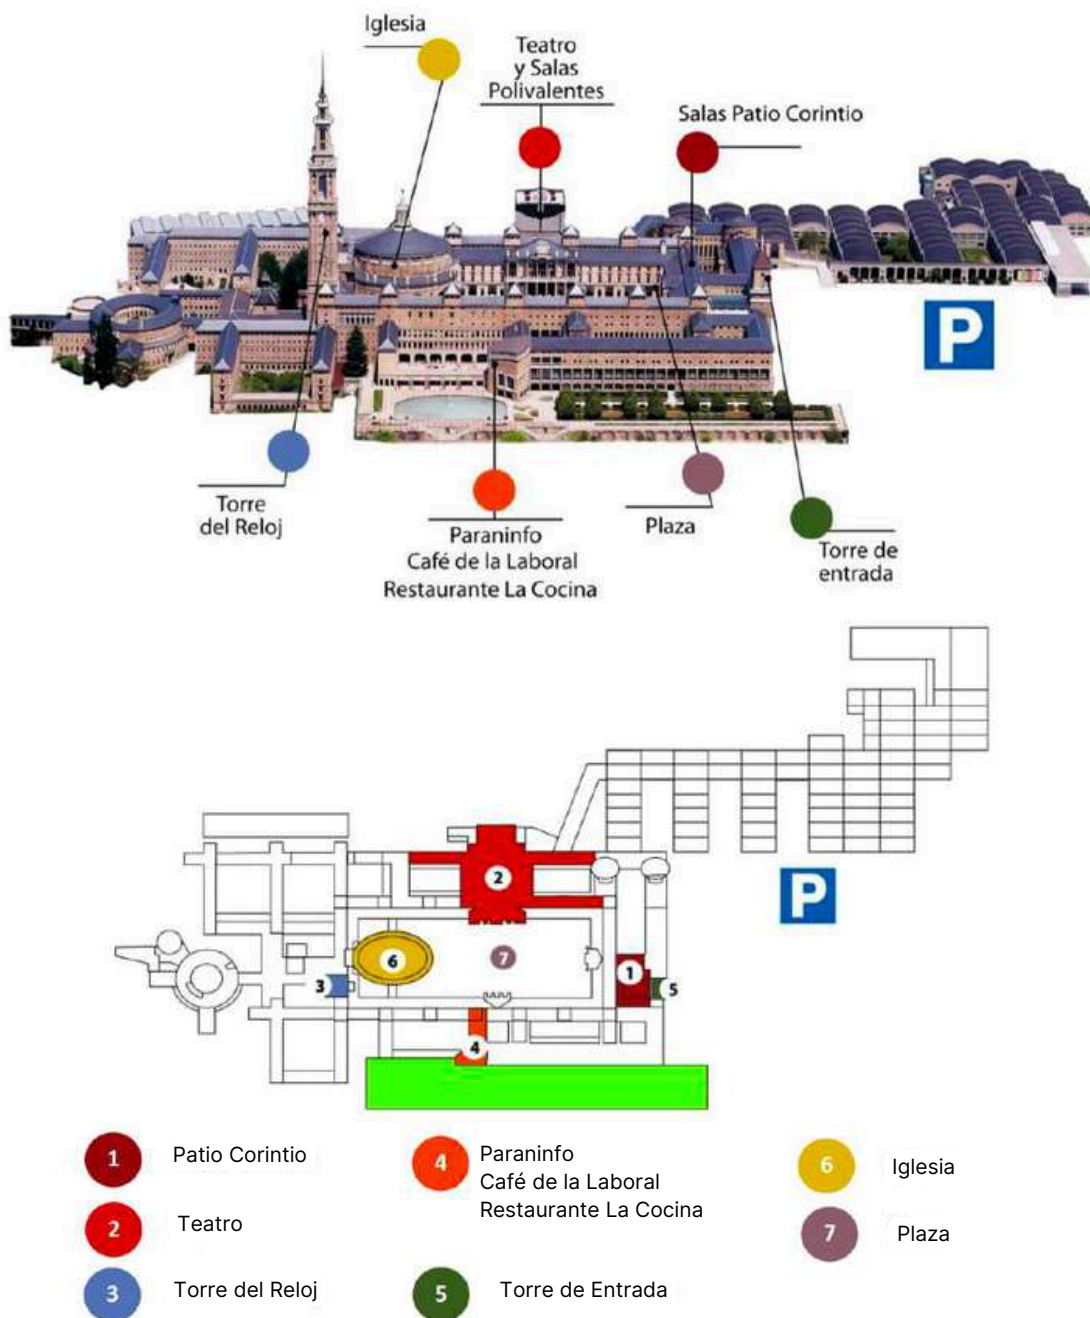 Iglesia
Teatro
y Salas
Polivalentes
Salas Patio Corintio
P
Torre
del Reloj
Paraninfo
Café de la Laboral
Restaurante La Cocina
Plaza
Torre de
entrada
P
2
6
7
1
3
5
4
1 Patio Corintio
2 Teatro
3 Torre del Reloj
4 Paraninfo
Café de la Laboral
Restaurante La Cocina
5 Torre de Entrada
6 Iglesia
7 Plaza